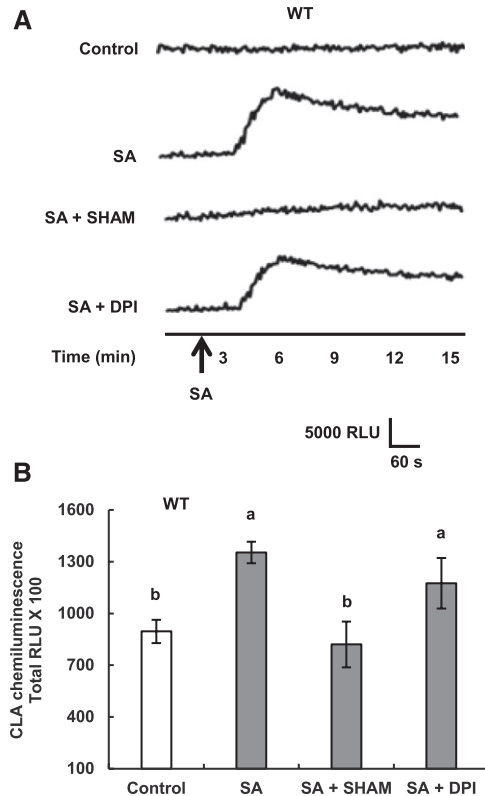 A
WT
Control
SA
SA + SHAM
SA + DPI
Time (min) 3 6 9 12 15
SA
5000 RLU
60 s
B
WT
CLA chemiluminescence
Total RLU X 100
1600
1300
1000
700
400
100
b
a
b
a
Control SA SA + SHAM SA + DPI